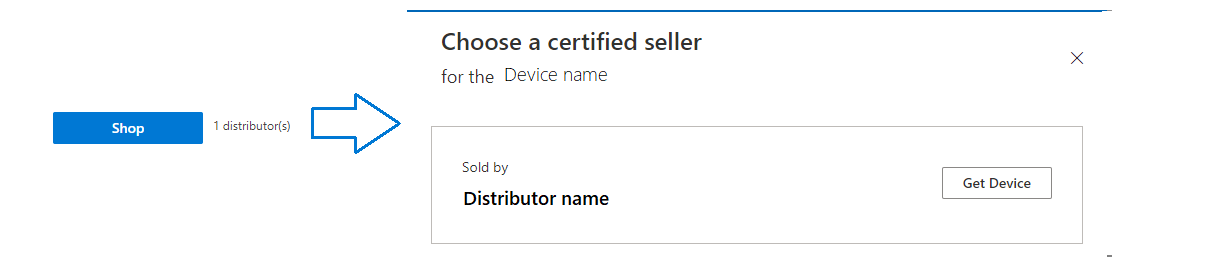 Shop
1 distributor(s)
Choose a certified seller
for the Device name
Sold by
Distributor name
Get Device